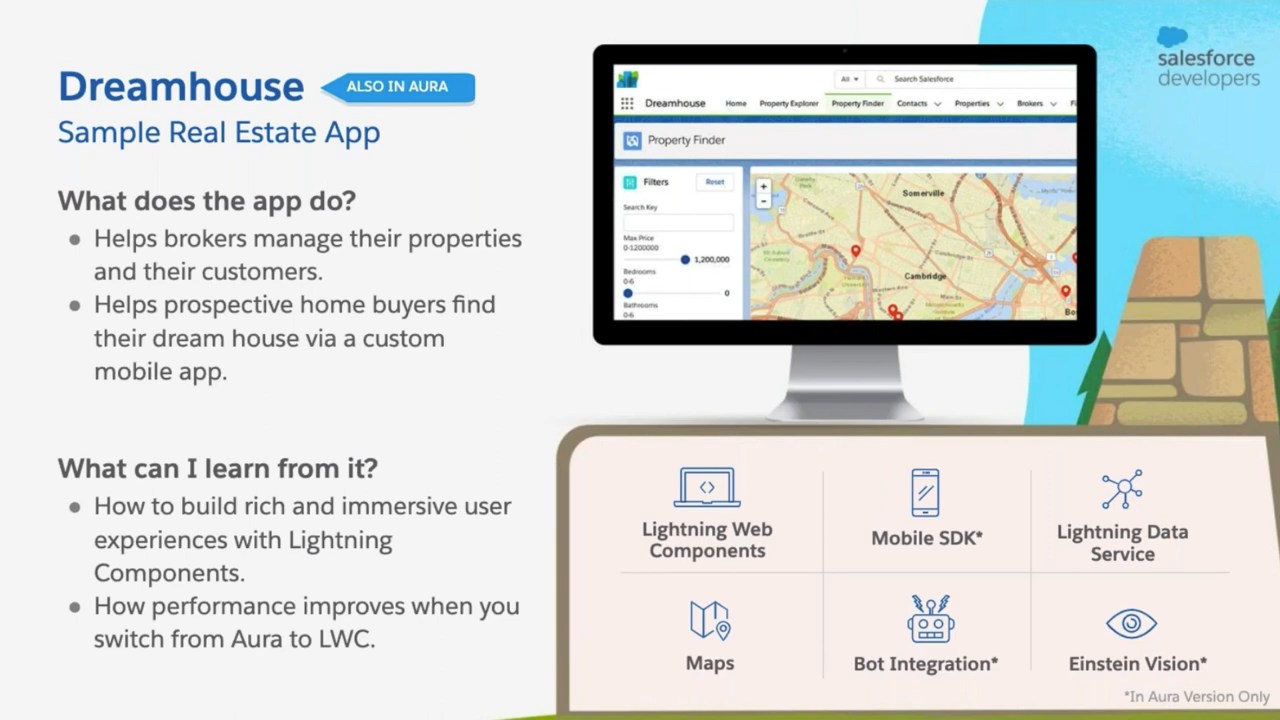 Dreamhouse
ALSO IN AURA
Sample Real Estate App
What does the app do?
● Helps brokers manage their properties
and their customers.
● Helps prospective home buyers find
their dream house via a custom
mobile app.
What can I learn from it?
● How to build rich and immersive user
experiences with Lightning
Components.
● How performance improves when you
switch from Aura to LWC.
salesforce
developers
All
Search Salesforce
Dreamhouse Home Property Explorer Property Finder Contacts Properties Brokers
Property Finder
Filters
Reset
Search Key
Max Price
0-1200000
1,200,000
Bedrooms
0-6
0
Bathrooms
0-6
+
-
Somerville
Cambridge
Lightning Web
Components
Mobile SDK*
Lightning Data
Service
Maps
Bot Integration*
Einstein Vision*
*In Aura Version Only